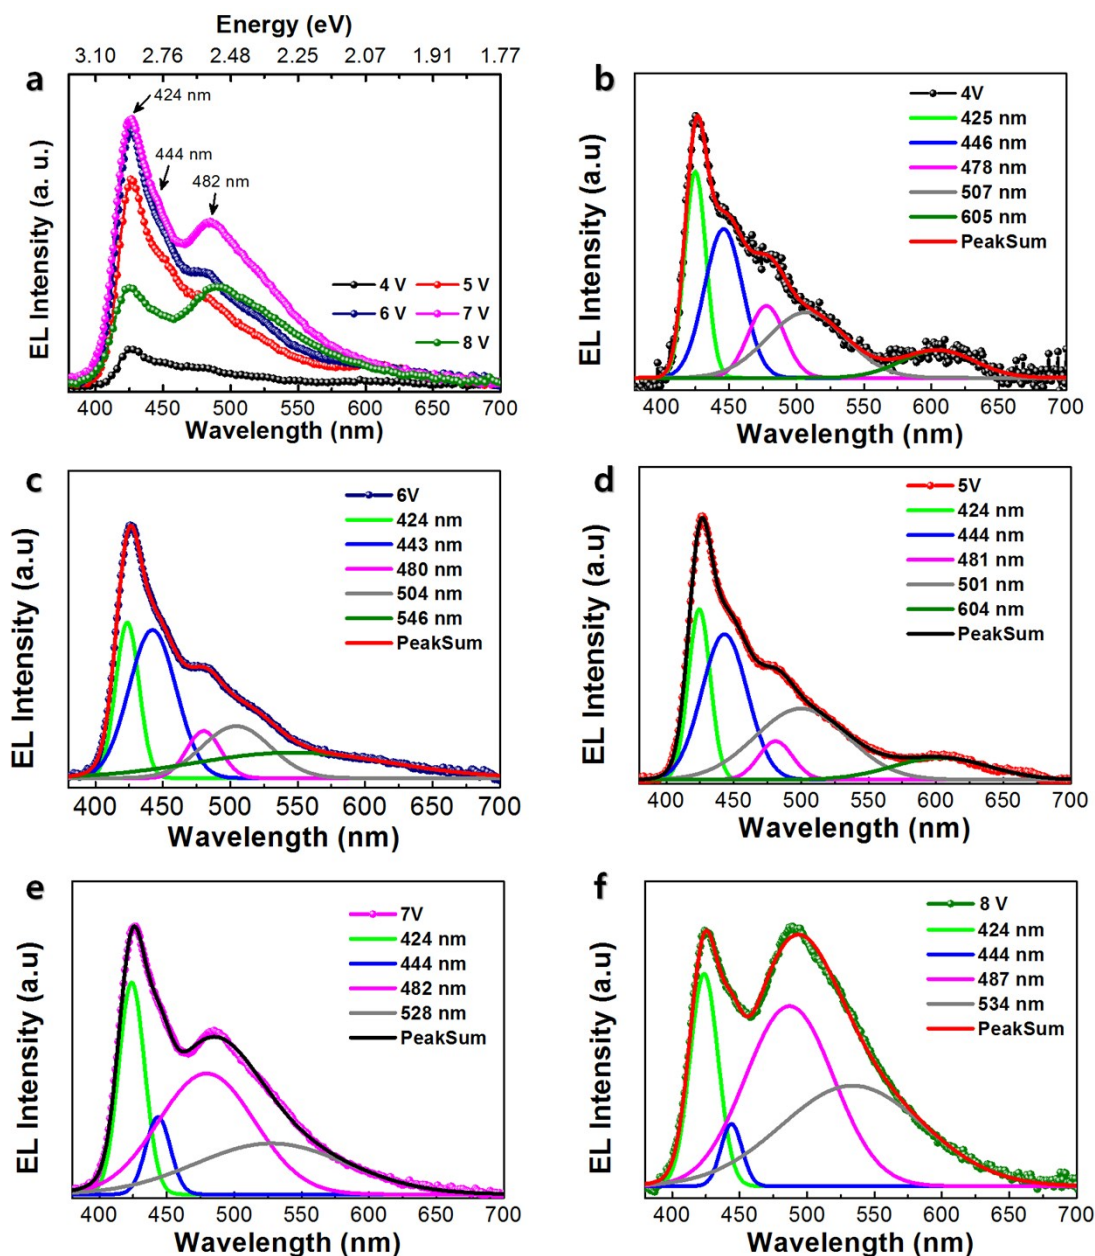 Energy (eV)
3.10 2.76 2.48 2.25 2.07 1.91 1.77
a
424 nm
444 nm
482 nm
4 V 5 V
6 V 7 V
8 V
EL Intensity (a. u.)
400 450 500 550 600 650 700
Wavelength (nm)
b
4V
425 nm
446 nm
478 nm
507 nm
605 nm
PeakSum
EL Intensity (a.u)
400 450 500 550 600 650 700
Wavelength (nm)
c
6V
424 nm
443 nm
480 nm
504 nm
546 nm
PeakSum
EL Intensity (a.u)
400 450 500 550 600 650 700
Wavelength (nm)
d
5V
424 nm
444 nm
481 nm
501 nm
604 nm
PeakSum
EL Intensity (a.u)
400 450 500 550 600 650 700
Wavelength (nm)
e
7V
424 nm
444 nm
482 nm
528 nm
PeakSum
EL Intensity (a.u)
400 450 500 550 600 650 700
Wavelength (nm)
f
8 V
424 nm
444 nm
487 nm
534 nm
PeakSum
EL Intensity (a.u)
400 450 500 550 600 650 700
Wavelength (nm)